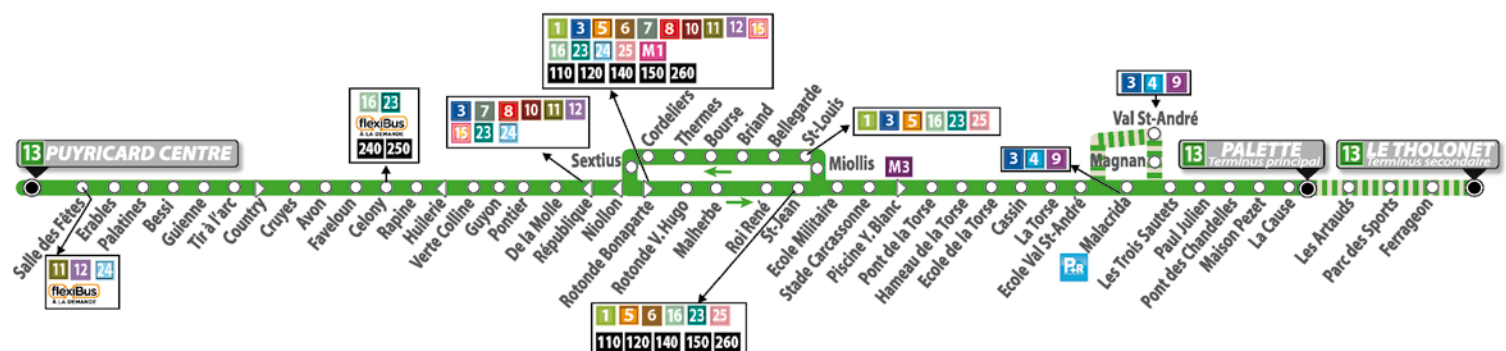 1 3 5 6 7 8 10 11 12 15
16 23 24 25 M1
110 120 140 150 260
16 23
flexiBus
À LA DEMANDE
240 250
3 7 8 10 11 12
15 23 24
1 3 5 16 23 25
3 4 9
Val St-André
Magnan
3 4 9
13 PUYRICARD CENTRE
13 PALETTE
Terminus principal
13 LE THOLONET
Terminus secondaire
Sextius
Cordeliers
Thermes
Bourse
Briand
Bellegarde
St-Louis
Miollis
M3
Salle des Fêtes
Erables
Palatines
Bessi
Guienne
Tir à l'arc
Country
Cruyes
Avon
Faveloun
Celony
Rapine
Huilerie
Verte Colline
Guyon
Pontier
De la Molle
République
Niollon
Rotonde Bonaparte
Rotonde V. Hugo
Malherbe
Roi René
St-Jean
Ecole Militaire
Stade Carcassonne
Piscine Y. Blanc
Pont de la Torse
Hameau de la Torse
Ecole de la Torse
Cassin
La Torse
Ecole Val St-André
Malacrida
Les Trois Sautets
Paul Julien
Pont des Chandelles
Maison Pezet
La Cause
Les Artauds
Parc des Sports
Ferrageon
P+R
11 12 24
flexiBus
À LA DEMANDE
1 5 6 16 23 25
110 120 140 150 260